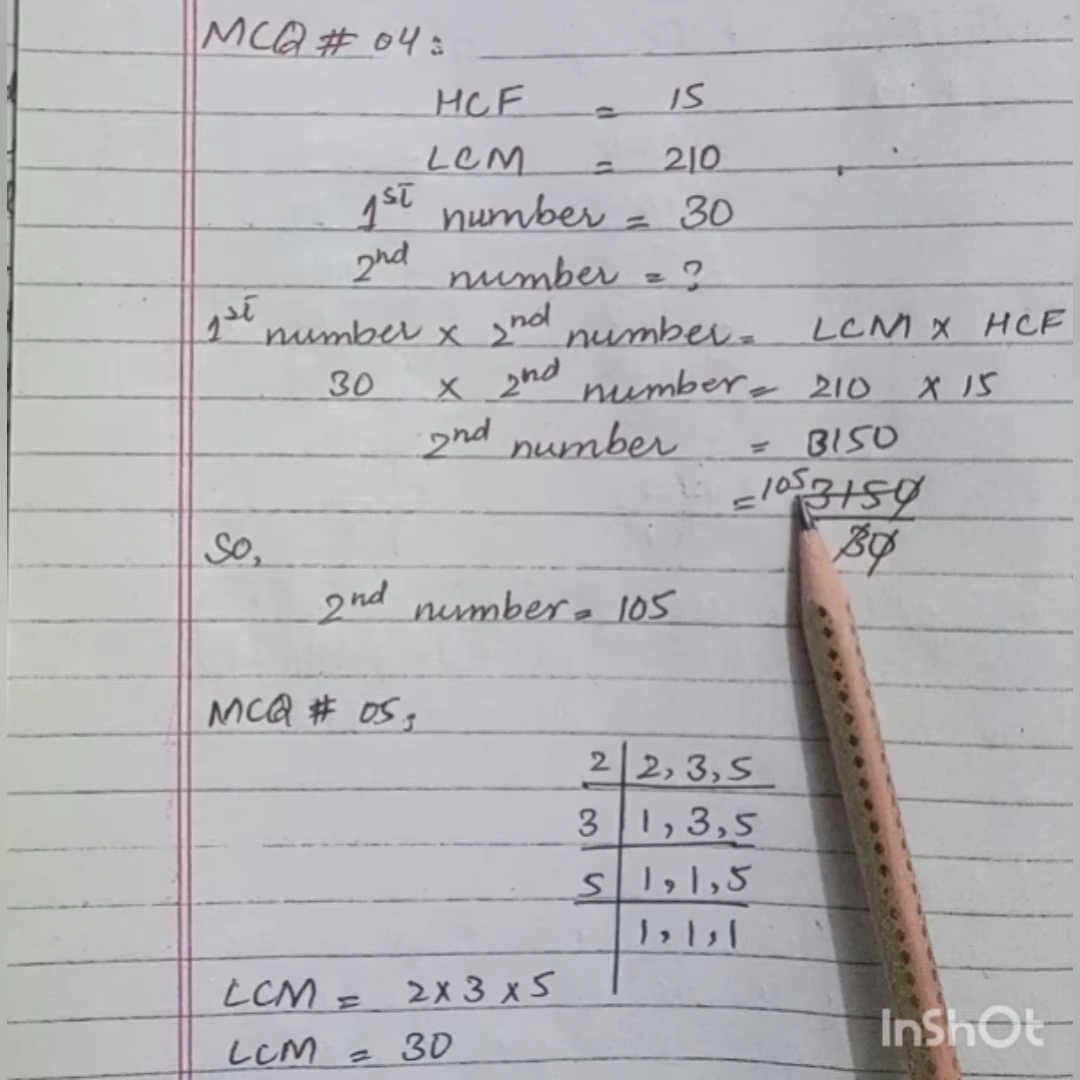 MCQ # 04:
HCF = 15
LCM = 210
1st number = 30
2nd number = ?
1st number x 2nd number = LCM x HCF
30 x 2nd number = 210 x 15
2nd number = 3150
= 105 3150
30
So,
2nd number = 105
MCQ # 05:
2 | 2, 3, 5
3 | 1, 3, 5
5 | 1, 1, 5
1, 1, 1
LCM = 2 x 3 x 5
LCM = 30
InShOt